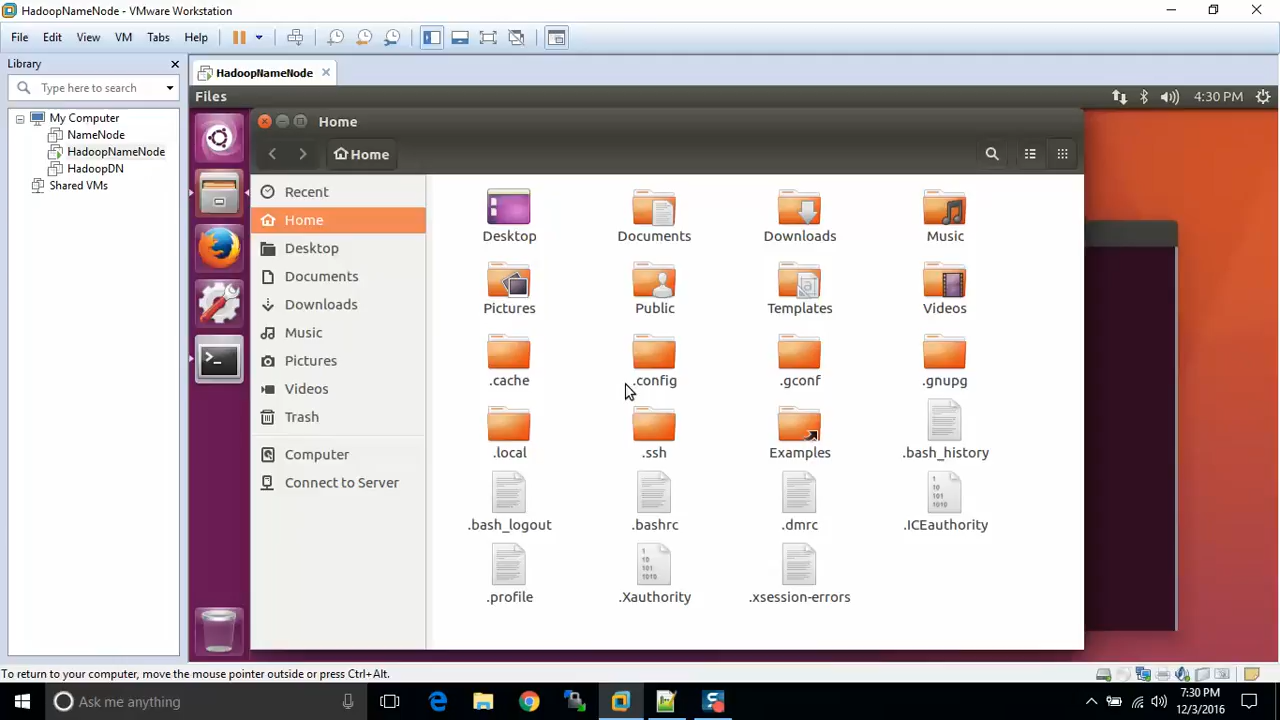 HadoopNameNode - VMware Workstation
File Edit View VM Tabs Help
Library
Type here to search
My Computer
NameNode
HadoopNameNode
HadoopDN
Shared VMs
HadoopNameNode
Files
4:30 PM
Home
Home
Recent
Home
Desktop
Documents
Downloads
Music
Pictures
Videos
Trash
Computer
Connect to Server
Desktop Documents Downloads Music
Pictures Public Templates Videos
.cache .config .gconf .gnupg
.local .ssh Examples .bash_history
.bash_logout .bashrc .dmrc .ICEauthority
.profile .Xauthority .xsession-errors
To return to your computer, move the mouse pointer outside or press Ctrl+Alt.
Ask me anything
7:30 PM
12/3/2016